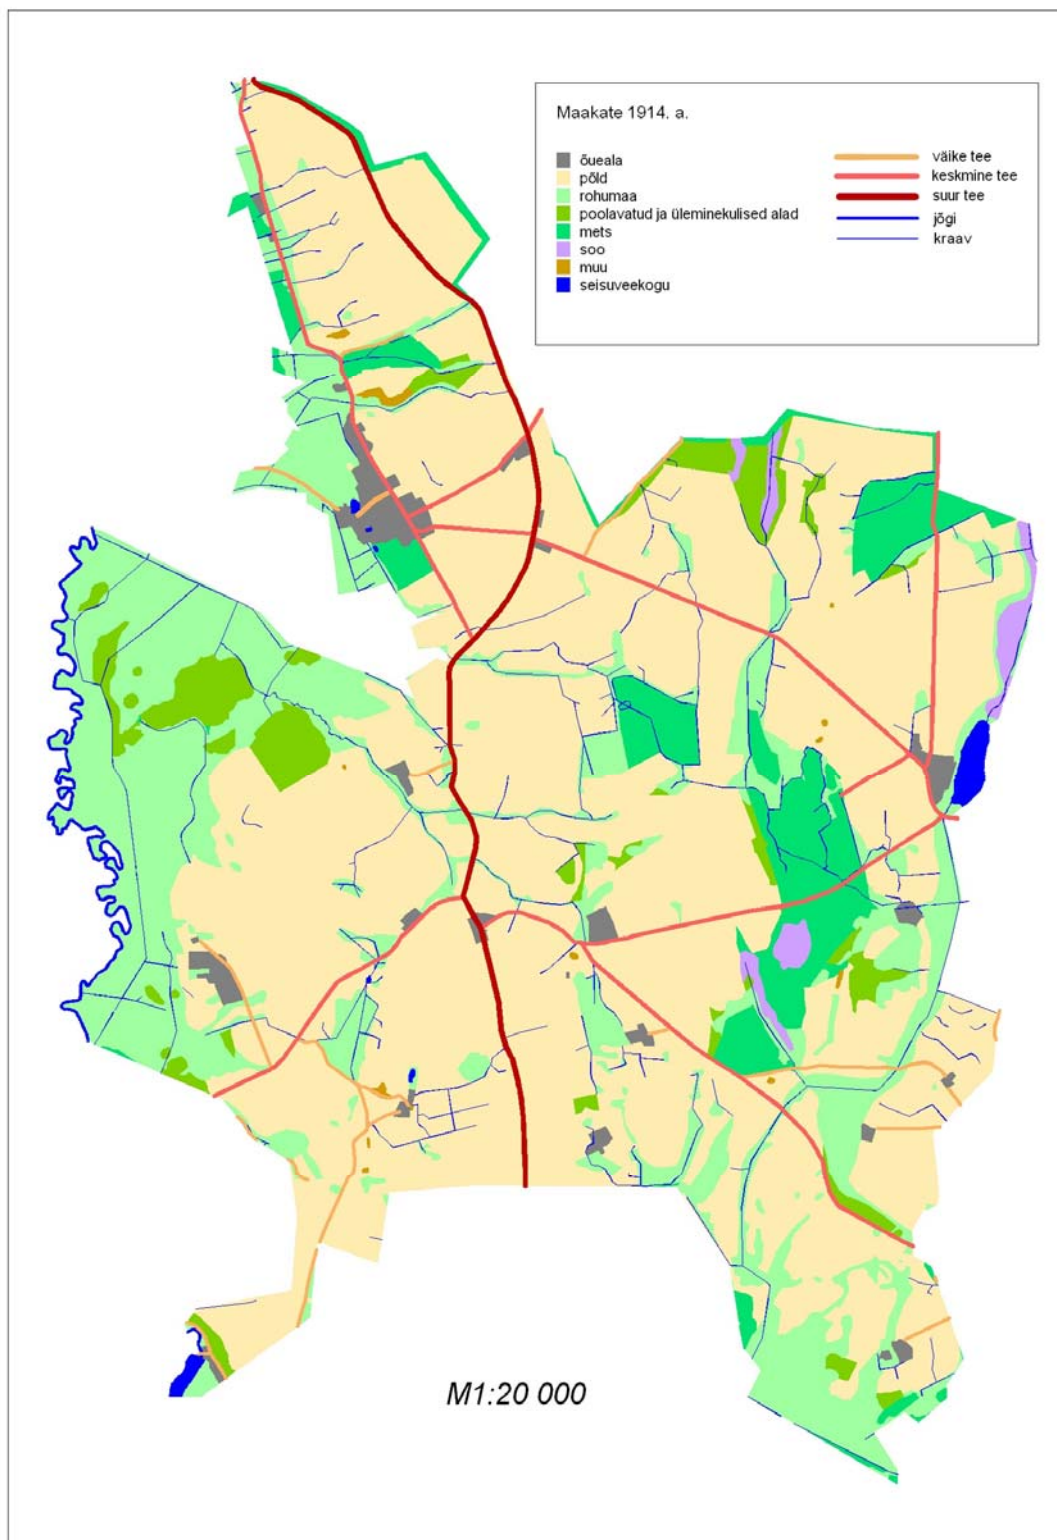 Maakate 1914. a.
õueala
põld
rohumaa
poolavatud ja üleminekulised alad
mets
soo
muu
seisuveekogu
väike tee
keskmine tee
suur tee
jõgi
kraav
M1:20 000